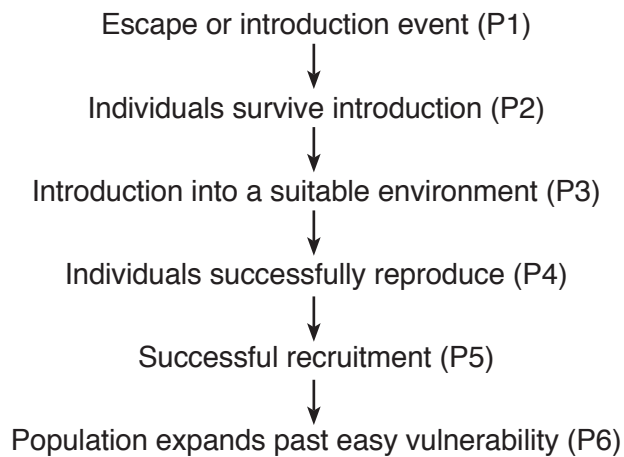 Escape or introduction event (P1)
Individuals survive introduction (P2)
Introduction into a suitable environment (P3)
Individuals successfully reproduce (P4)
Successful recruitment (P5)
Population expands past easy vulnerability (P6)